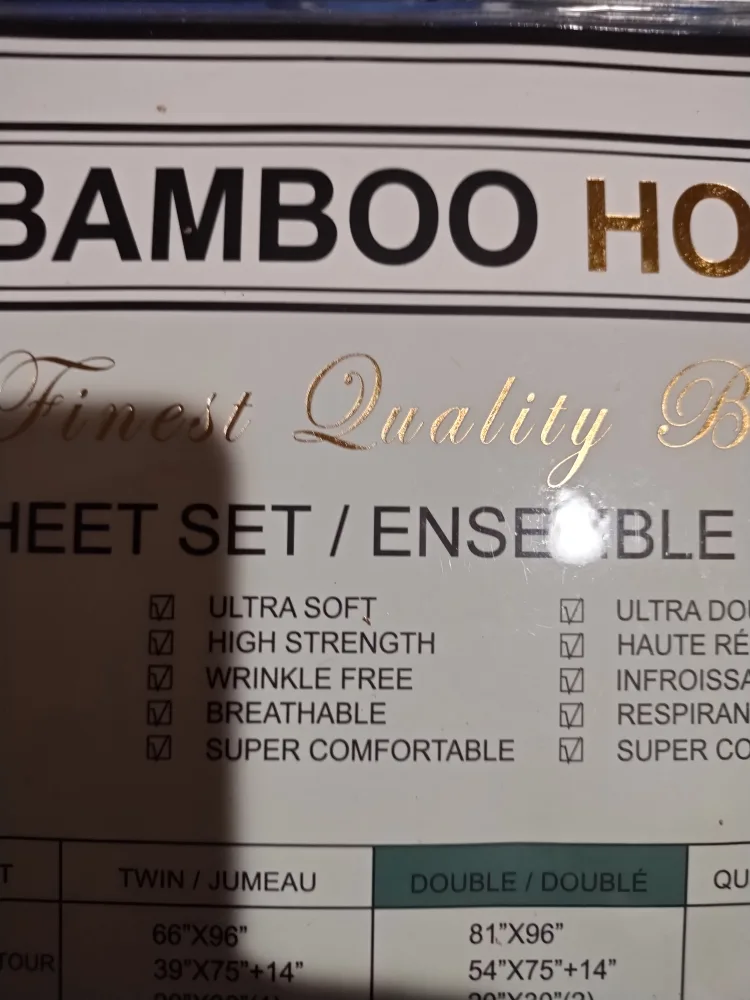 BAMBOO HO
Finest Quality B
HEET SET / ENSEMBLE
☑ ULTRA SOFT ☑ ULTRA DOU
☑ HIGH STRENGTH ☑ HAUTE RÉ
☑ WRINKLE FREE ☑ INFROISSA
☑ BREATHABLE ☑ RESPIRAN
☑ SUPER COMFORTABLE ☑ SUPER CO
T TWIN / JUMEAU DOUBLE / DOUBLÉ QU
66"X96" 81"X96"
TOUR 39"X75"+14" 54"X75"+14"